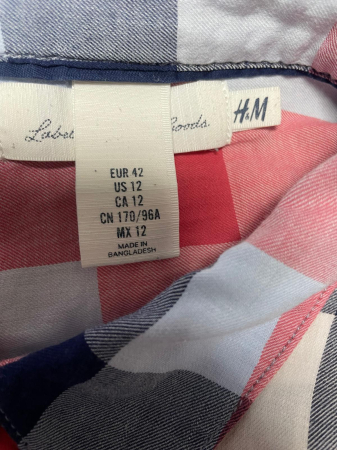 Label Goods.
H&M
EUR 42
US 12
CA 12
CN 170/96A
MX 12
MADE IN
BANGLADESH